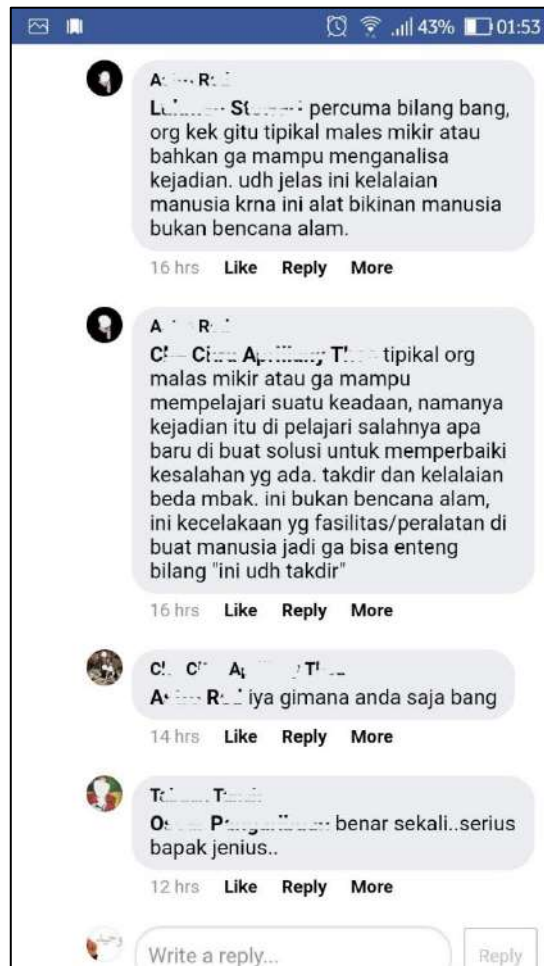 43% 01:53
percuma bilang bang,
org kek gitu tipikal males mikir atau
bahkan ga mampu menganalisa
kejadian. udh jelas ini kelalaian
manusia krna ini alat bikinan manusia
bukan bencana alam.
16 hrs Like Reply More
tipikal org
malas mikir atau ga mampu
mempelajari suatu keadaan, namanya
kejadian itu di pelajari salahnya apa
baru di buat solusi untuk memperbaiki
kesalahan yg ada. takdir dan kelalaian
beda mbak. ini bukan bencana alam,
ini kecelakaan yg fasilitas/peralatan di
buat manusia jadi ga bisa enteng
bilang "ini udh takdir"
16 hrs Like Reply More
iya gimana anda saja bang
14 hrs Like Reply More
benar sekali..serius
bapak jenius..
12 hrs Like Reply More
Write a reply... Reply